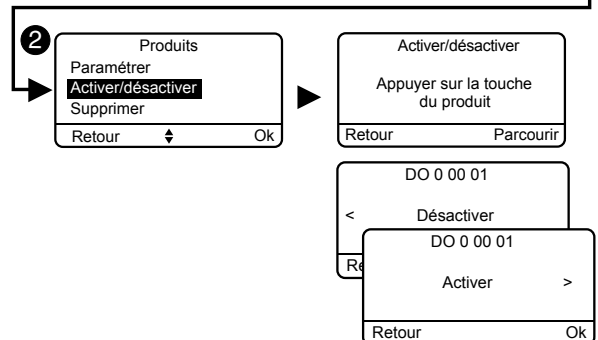 2
Produits
Paramétrer
Activer/désactiver
Supprimer
Retour Ok
Activer/désactiver
Appuyer sur la touche
du produit
Retour Parcourir
DO 0 00 01
< Désactiver
Re
DO 0 00 01
Activer >
Retour Ok